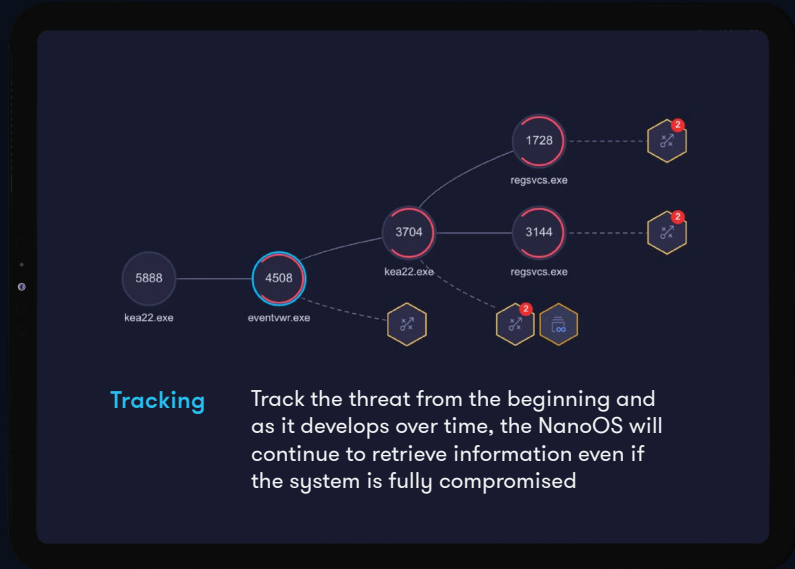 1728
2
regsvcs.exe
3704
kea22.exe
3144
2
regsvcs.exe
5888
kea22.exe
4508
eventvwr.exe
2
Tracking
Track the threat from the beginning and
as it develops over time, the NanoOS will
continue to retrieve information even if
the system is fully compromised